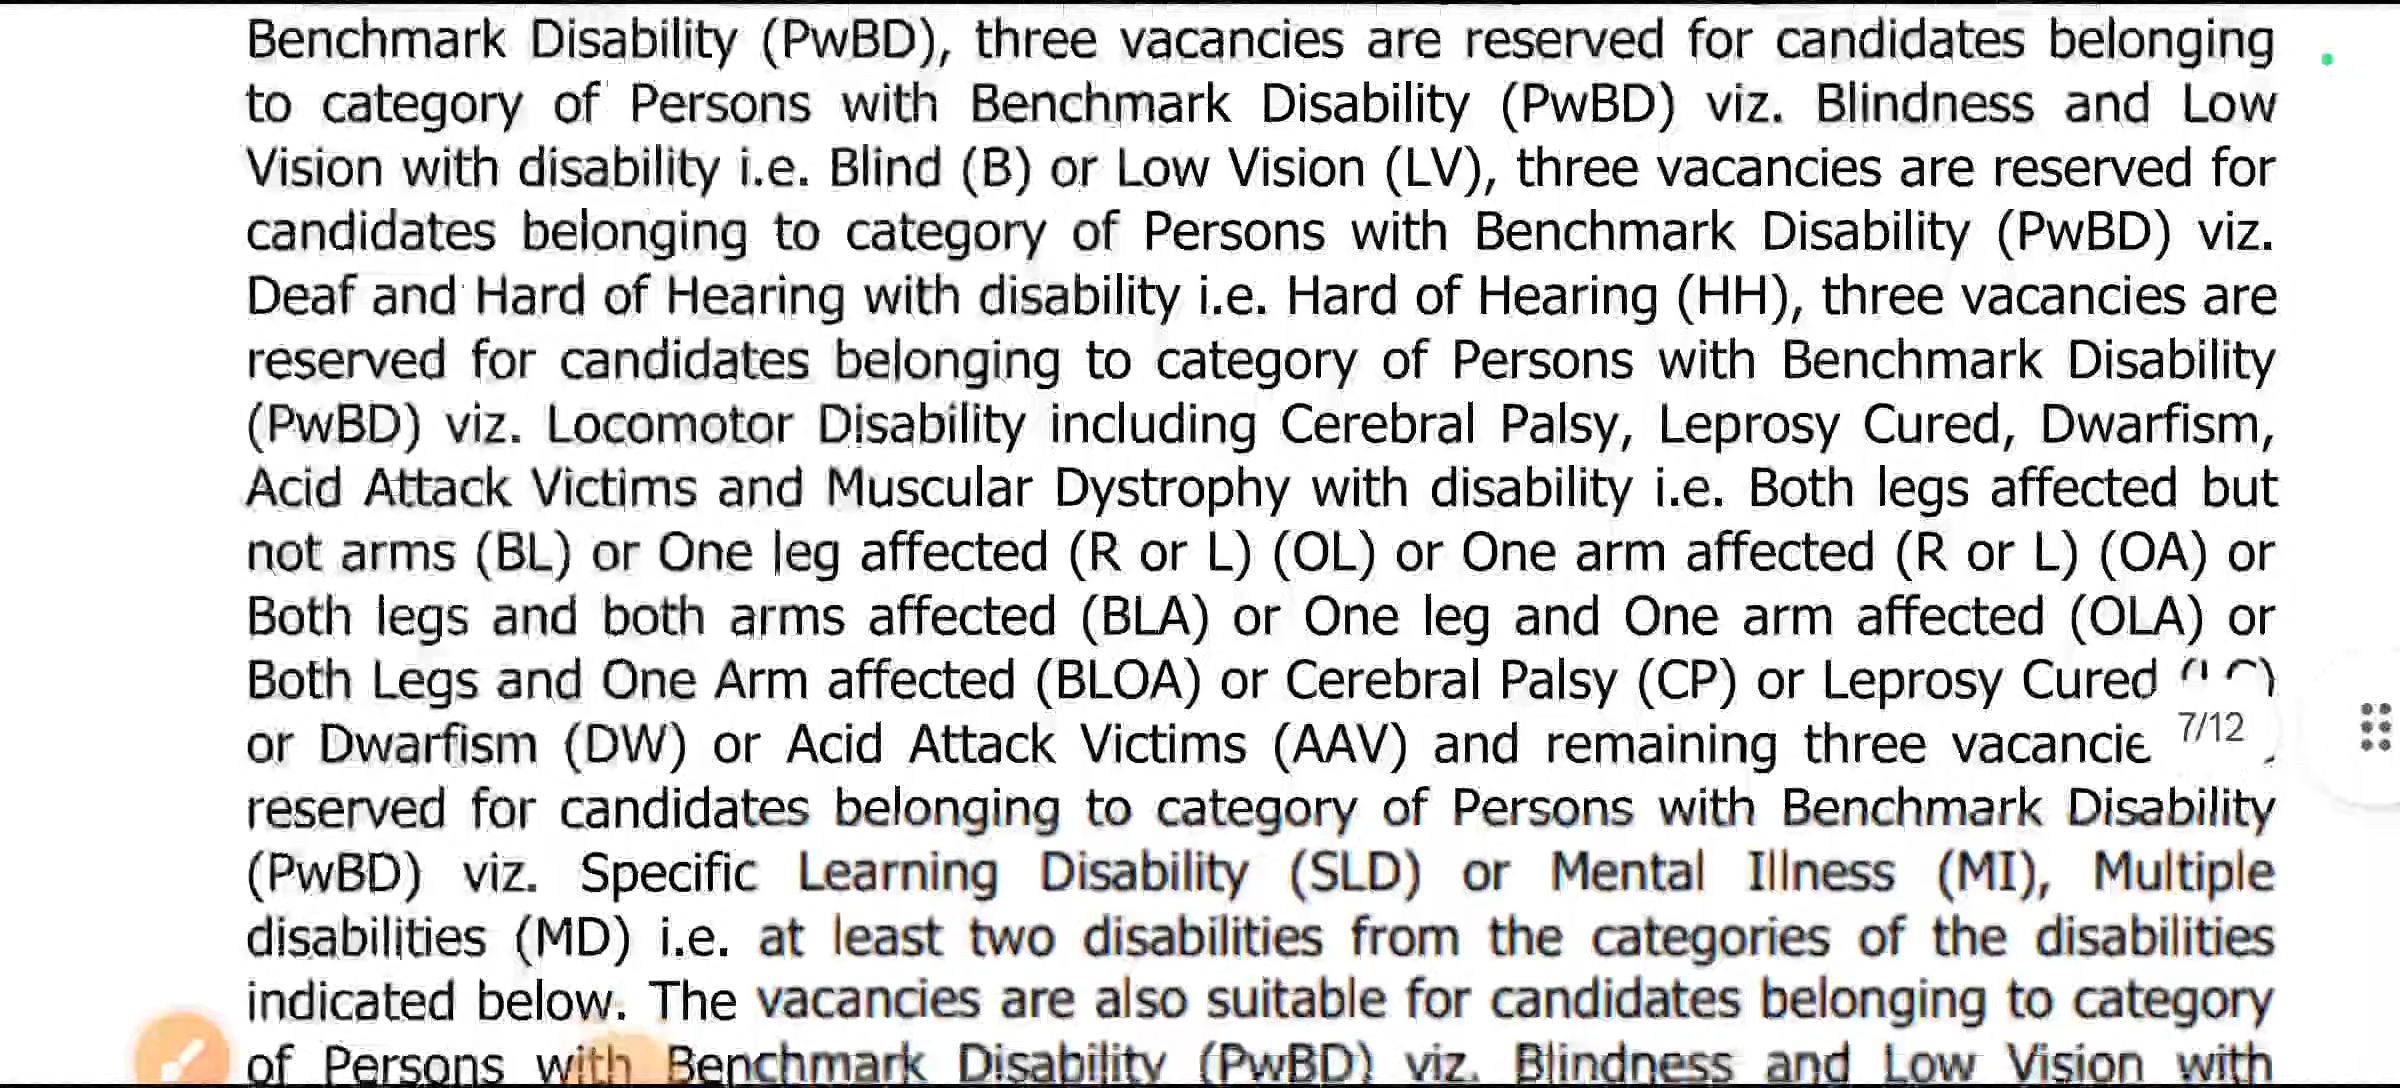 Benchmark Disability (PwBD), three vacancies are reserved for candidates belonging
to category of Persons with Benchmark Disability (PwBD) viz. Blindness and Low
Vision with disability i.e. Blind (B) or Low Vision (LV), three vacancies are reserved for
candidates belonging to category of Persons with Benchmark Disability (PwBD) viz.
Deaf and Hard of Hearing with disability i.e. Hard of Hearing (HH), three vacancies are
reserved for candidates belonging to category of Persons with Benchmark Disability
(PwBD) viz. Locomotor Disability including Cerebral Palsy, Leprosy Cured, Dwarfism,
Acid Attack Victims and Muscular Dystrophy with disability i.e. Both legs affected but
not arms (BL) or One leg affected (R or L) (OL) or One arm affected (R or L) (OA) or
Both legs and both arms affected (BLA) or One leg and One arm affected (OLA) or
Both Legs and One Arm affected (BLOA) or Cerebral Palsy (CP) or Leprosy Cured
or Dwarfism (DW) or Acid Attack Victims (AAV) and remaining three vacancie
7/12
reserved for candidates belonging to category of Persons with Benchmark Disability
(PwBD) viz. Specific Learning Disability (SLD) or Mental Illness (MI), Multiple
disabilities (MD) i.e. at least two disabilities from the categories of the disabilities
indicated below. The vacancies are also suitable for candidates belonging to category
of Persons with Benchmark Disability (PwBD) viz. Blindness and Low Vision with